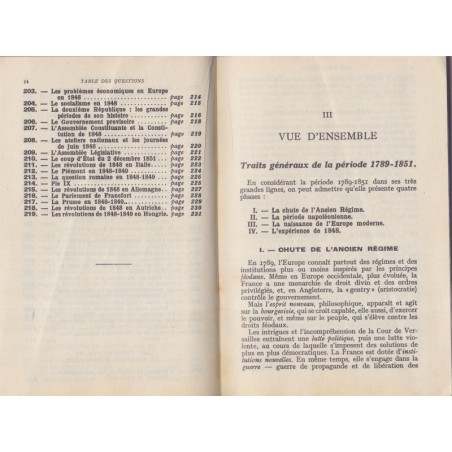 14 TABLE DES QUESTIONS
203. — Les problèmes économiques en Europe
en 1848 page 214
204. — Le socialisme en 1848 page 215
205. — La deuxième République : les grandes
périodes de son histoire page 216
206. — Le Gouvernement provisoire page 218
207. — L'Assemblée Constituante et la Consti-
tution de 1848 page 219
208. — Les ateliers nationaux et les journées
de juin 1848 page 220
209. — L'Assemblée Législative page 221
210. — Le coup d'État du 2 décembre 1851 page
211. — Les révolutions de 1848 en Italie page
212. — Le Piémont en 1848-1849 page
213. — La question romaine en 1848-1849 page
214. — Pie IX page
215. — Les révolutions de 1848 en Allemagne page
216. — Le Parlement de Francfort page
217. — La Prusse en 1848-1849 page
218. — Les révolutions de 1848 en Autriche page
219. — Les révolutions de 1848-1849 en Hongrie page 231
III
VUE D'ENSEMBLE
Traits généraux de la période 1789-1851.
En considérant la période 1789-1851 dans ses très
grandes lignes, on peut admettre qu'elle présente quatre
phases :
I. — La chute de l'Ancien Régime.
II. — La période napoléonienne.
III. — La naissance de l'Europe moderne.
IV. — L'expérience de 1848.
I. — CHUTE DE L'ANCIEN RÉGIME
En 1789, l'Europe connaît partout des régimes et des
institutions plus ou moins inspirés par les principes
féodaux. Même en Europe occidentale, plus évoluée, la
France a une monarchie de droit divin et des ordres
privilégiés, et, en Angleterre, la « gentry » (aristocratie)
contrôle le gouvernement.
Mais l'esprit nouveau, philosophique, apparaît et agit
sur la bourgeoisie, qui se croit capable, elle aussi, d'exercer
le pouvoir, et même sur le peuple, qui s'élève contre les
droits féodaux.
Les intrigues et l'incompréhension de la Cour de Ver-
sailles entraînent une lutte politique, puis une lutte vio-
lente, au cours de laquelle s'imposent des solutions de plus
en plus démocratiques. La France est dotée d'insti-
tutions nouvelles. En même temps, elle s'engage dans la
guerre — guerre de propagande et de libération des